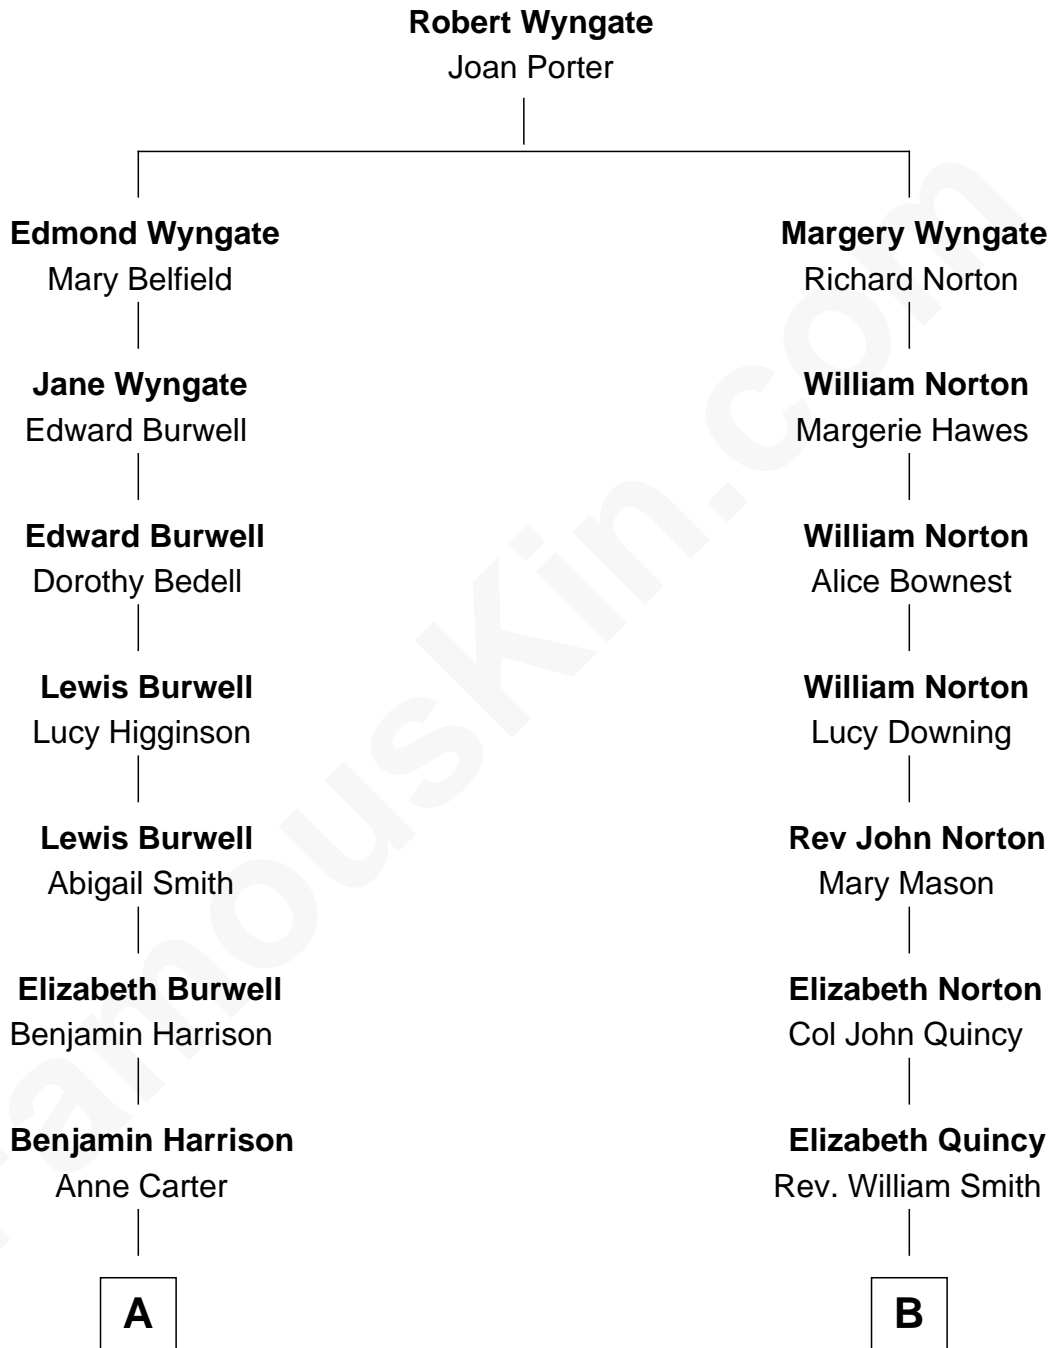 Robert Wyngate
Joan Porter
Edmond Wyngate
Mary Belfield
Margery Wyngate
Richard Norton
Jane Wyngate
Edward Burwell
William Norton
Margerie Hawes
Edward Burwell
Dorothy Bedell
William Norton
Alice Bownest
Lewis Burwell
Lucy Higginson
William Norton
Lucy Downing
Lewis Burwell
Abigail Smith
Rev John Norton
Mary Mason
Elizabeth Burwell
Benjamin Harrison
Elizabeth Norton
Col John Quincy
Benjamin Harrison
Anne Carter
Elizabeth Quincy
Rev. William Smith
A
B
FamousKin.com